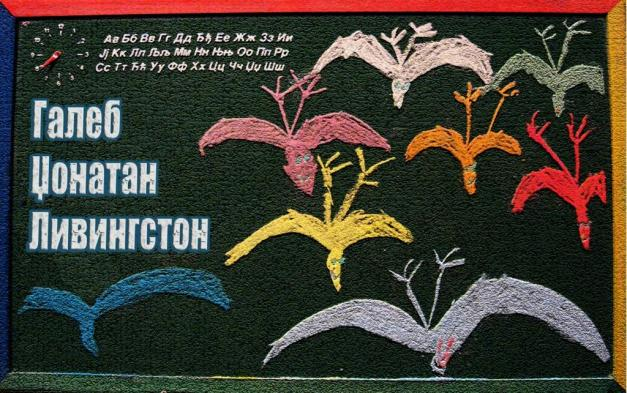 Аа Бб Вв Гг Дд Ђђ Ее Жж Зз Ии
Јј Кк Лл Љљ Мм Нн Њњ Оо Пп Рр
Сс Тт Ћћ Уу Фф Хх Цц Чч Џџ Шш
Галеб
Џонатан
Ливингстон